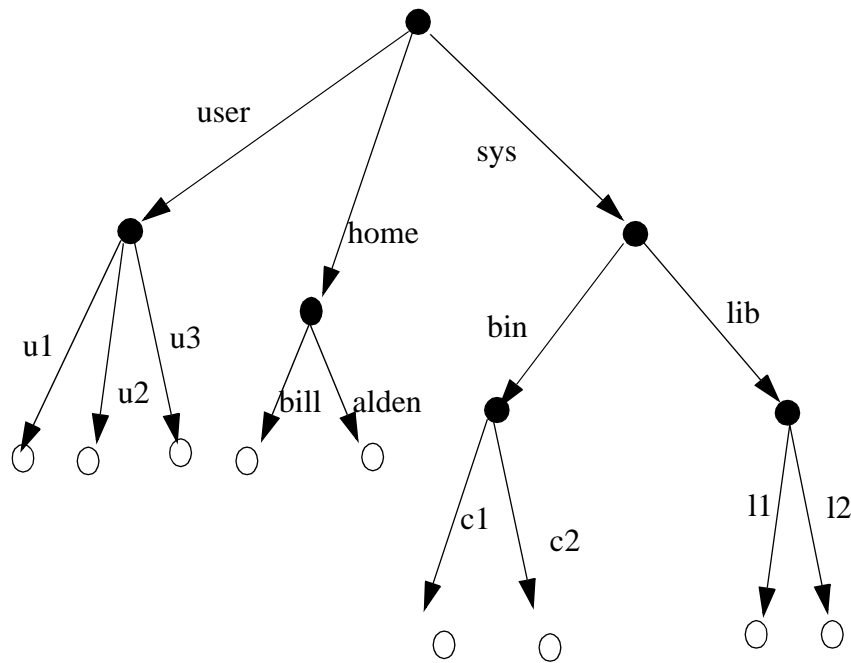 user
sys
home
lib
bin
u1
u3
u2
bill
alden
c1
c2
l1
l2